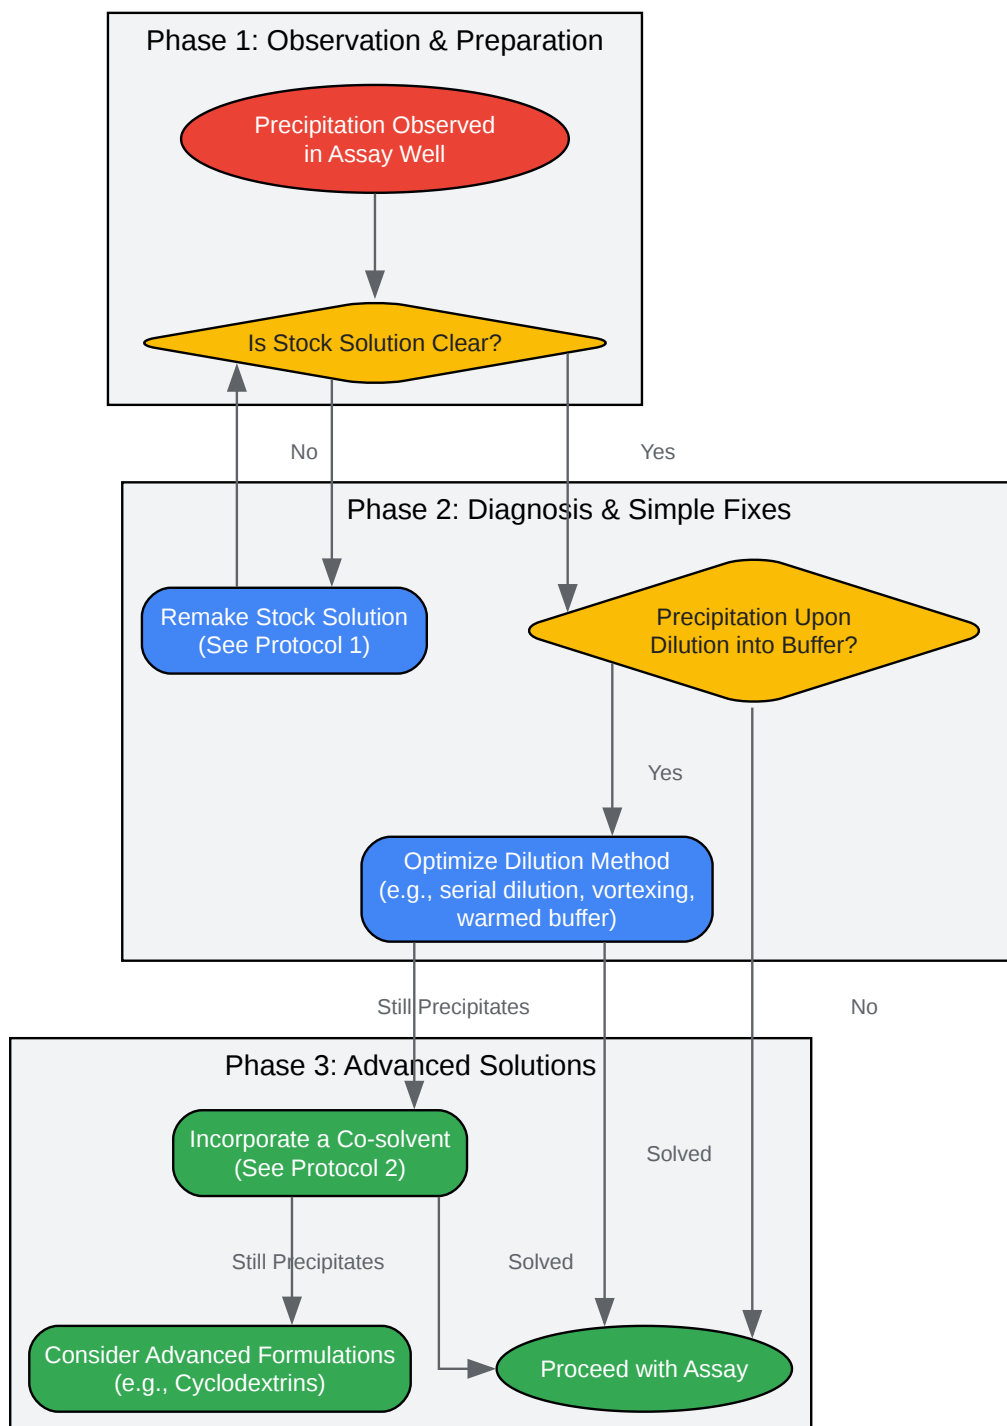 Phase 1: Observation & Preparation
Precipitation Observed
in Assay Well
Is Stock Solution Clear?
No
Yes
Phase 2: Diagnosis & Simple Fixes
Remake Stock Solution
(See Protocol 1)
Precipitation Upon
Dilution into Buffer?
Yes
Optimize Dilution Method
(e.g., serial dilution, vortexing,
warmed buffer)
Still Precipitates
No
Phase 3: Advanced Solutions
Incorporate a Co-solvent
(See Protocol 2)
Solved
Still Precipitates
Solved
Consider Advanced Formulations
(e.g., Cyclodextrins)
Proceed with Assay